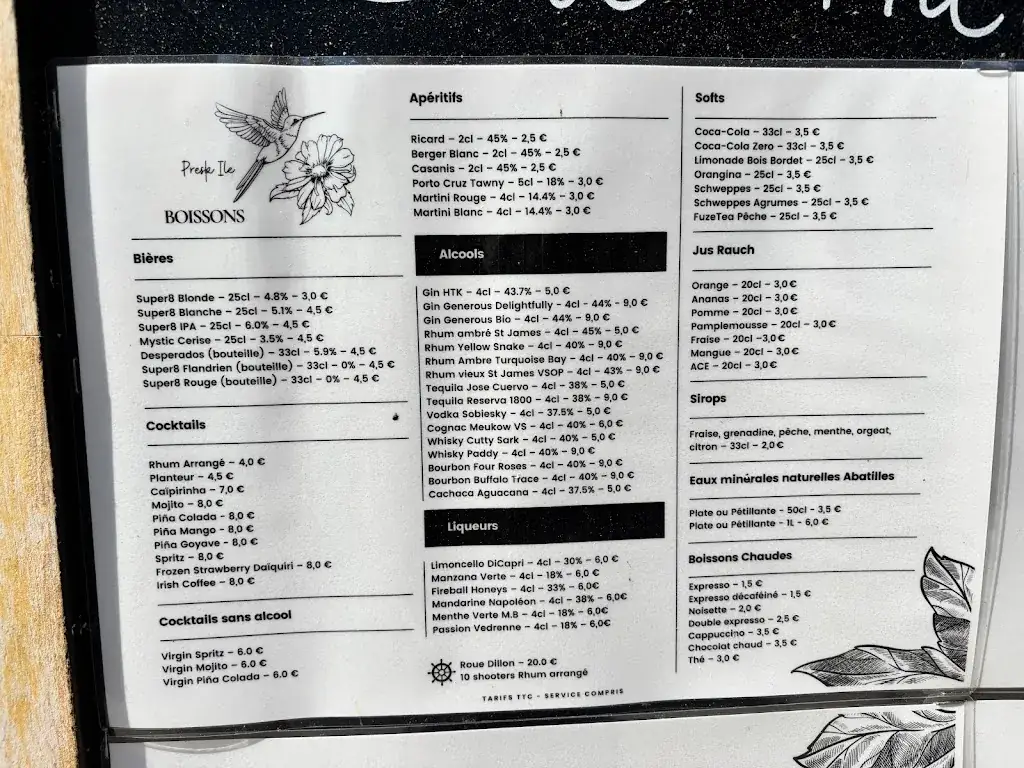 Presk Ile
BOISSONS
Bières
Super8 Blonde – 25cl – 4.8% – 3,0 €
Super8 Blanche – 25cl – 5.1% – 4,5 €
Super8 IPA – 25cl – 6.0% – 4,5 €
Mystic Cerise – 25cl – 3.5% – 4,5 €
Desperados (bouteille) – 33cl – 5.9% – 4,5 €
Super8 Flandrien (bouteille) – 33cl – 0% – 4,5 €
Super8 Rouge (bouteille) – 33cl – 0% – 4,5 €
Cocktails
Rhum Arrangé – 4,0 €
Planteur – 4,5 €
Caïpirinha – 7,0 €
Mojito – 8,0 €
Piña Colada – 8,0 €
Piña Mango – 8,0 €
Piña Goyave – 8,0 €
Spritz – 8,0 €
Frozen Strawberry Daïquiri – 8,0 €
Irish Coffee – 8,0 €
Cocktails sans alcool
Virgin Spritz – 6.0 €
Virgin Mojito – 6.0 €
Virgin Piña Colada – 6.0 €
Apéritifs
Ricard – 2cl – 45% – 2,5 €
Berger Blanc – 2cl – 45% – 2,5 €
Casanis – 2cl – 45% – 2,5 €
Porto Cruz Tawny – 5cl – 18% – 3,0 €
Martini Rouge – 4cl – 14.4% – 3,0 €
Martini Blanc – 4cl – 14.4% – 3,0 €
Alcools
Gin HTK – 4cl – 43.7% – 5,0 €
Gin Generous Delightfully – 4cl – 44% – 9,0 €
Gin Generous Bio – 4cl – 44% – 9,0 €
Rhum ambré St James – 4cl – 45% – 5,0 €
Rhum Yellow Snake – 4cl – 40% – 9,0 €
Rhum Ambre Turquoise Bay – 4cl – 40% – 9,0 €
Rhum vieux St James VSOP – 4cl – 43% – 9,0 €
Tequila Jose Cuervo – 4cl – 38% – 5,0 €
Tequila Reserva 1800 – 4cl – 38% – 9,0 €
Vodka Sobiesky – 4cl – 37.5% – 5,0 €
Cognac Meukow VS – 4cl – 40% – 6,0 €
Whisky Cutty Sark – 4cl – 40% – 5,0 €
Whisky Paddy – 4cl – 40% – 9,0 €
Bourbon Four Roses – 4cl – 40% – 9,0 €
Bourbon Buffalo Trace – 4cl – 40% – 9,0 €
Cachaca Aguacana – 4cl – 37.5% – 5,0 €
Liqueurs
Limoncello DiCapri – 4cl – 30% – 6,0 €
Manzana Verte – 4cl – 18% – 6,0 €
Fireball Honeys – 4cl – 33% – 6,0€
Mandarine Napoléon – 4cl – 38% – 6,0€
Menthe Verte M.B – 4cl – 18% – 6,0€
Passion Vedrenne – 4cl – 18% – 6,0€
Roue Dillon – 20.0 €
10 shooters Rhum arrangé
TARIFS TTC - SERVICE COMPRIS
Softs
Coca-Cola – 33cl – 3,5 €
Coca-Cola Zero – 33cl – 3,5 €
Limonade Bois Bordet – 25cl – 3,5 €
Orangina – 25cl – 3,5 €
Schweppes – 25cl – 3,5 €
Schweppes Agrumes – 25cl – 3,5 €
FuzeTea Pêche – 25cl – 3,5 €
Jus Rauch
Orange – 20cl – 3,0€
Ananas – 20cl – 3,0€
Pomme – 20cl – 3,0€
Pamplemousse – 20cl – 3,0€
Fraise – 20cl –3,0€
Mangue – 20cl – 3,0€
ACE – 20cl – 3,0€
Sirops
Fraise, grenadine, pêche, menthe, orgeat,
citron – 33cl – 2,0€
Eaux minérales naturelles Abatilles
Plate ou Pétillante - 50cl – 3,5 €
Plate ou Pétillante - 1L – 6,0 €
Boissons Chaudes
Expresso – 1,5 €
Expresso décaféiné – 1,5 €
Noisette – 2,0 €
Double expresso – 2,5 €
Cappuccino – 3,5 €
Chocolat chaud – 3,5 €
Thé – 3,0 €